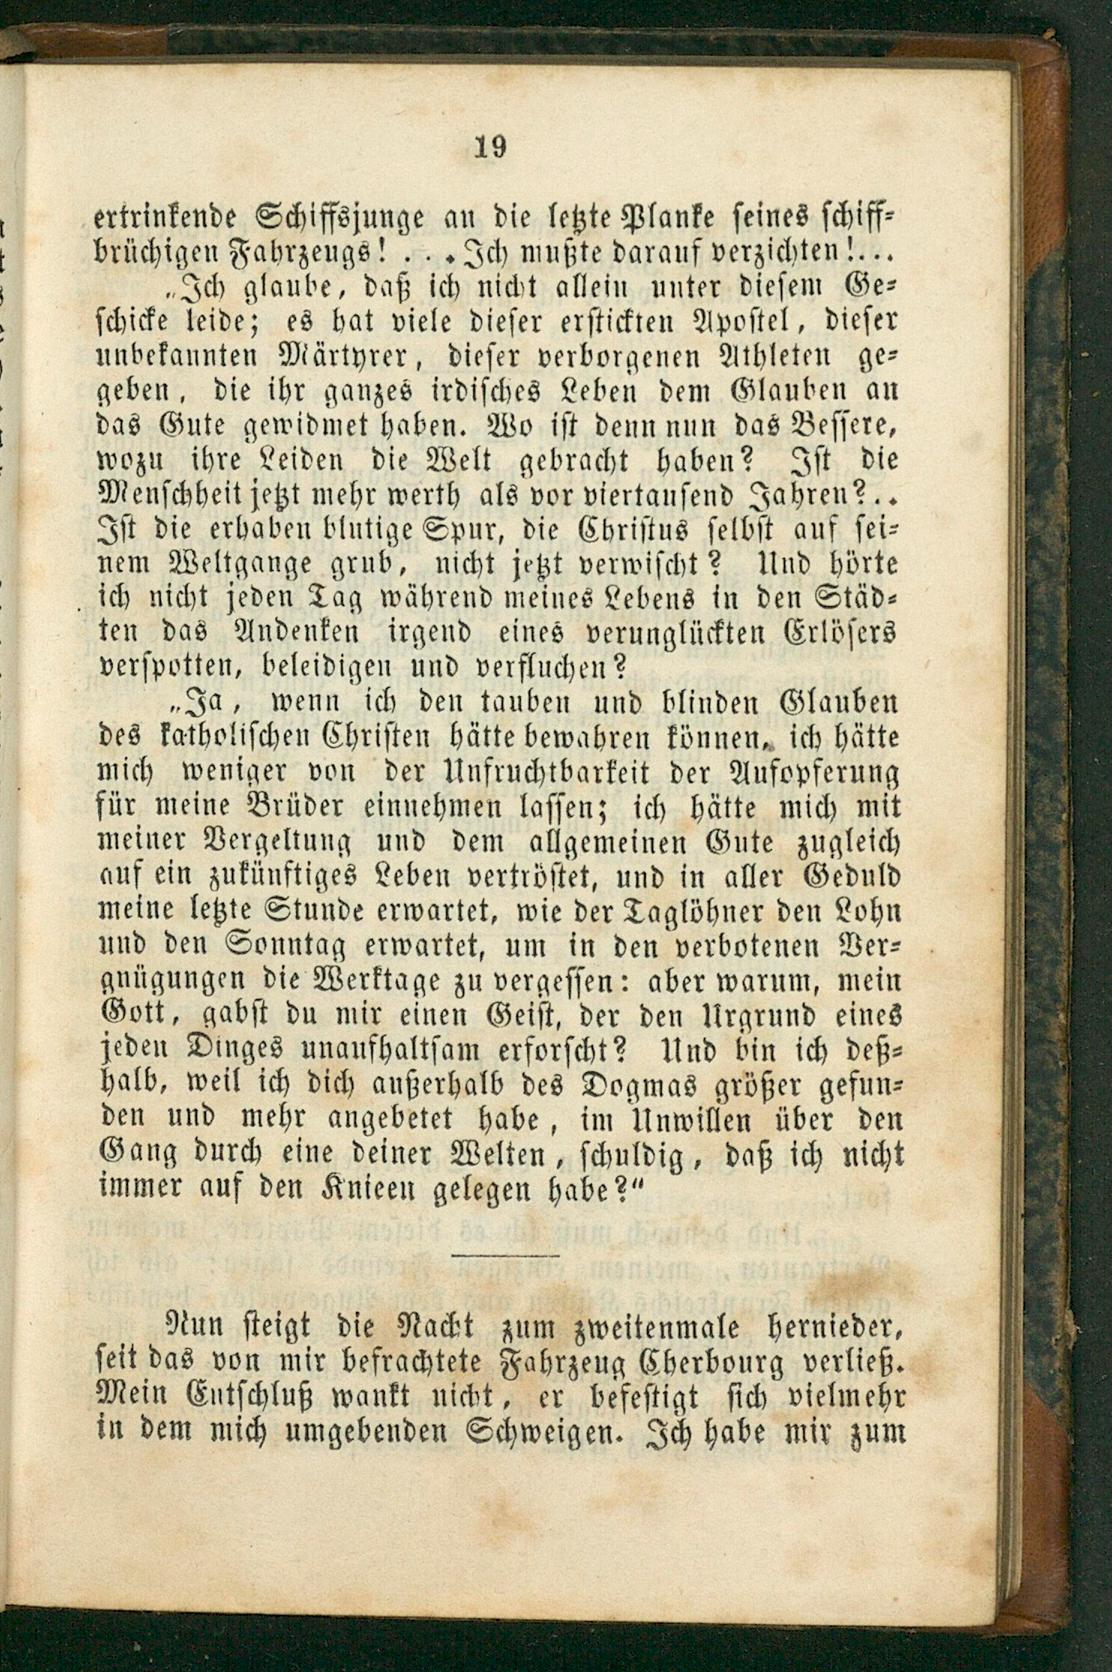 19
ertrinkende Schiffsjunge an die letzte Planke seines schiff-
brüchigen Fahrzeugs! . . . Ich mußte darauf verzichten!...
„Ich glaube, daß ich nicht allein unter diesem Ge-
schicke leide; es hat viele dieser erstickten Apostel, dieser
unbekannten Märtyrer, dieser verborgenen Athleten ge-
geben, die ihr ganzes irdisches Leben dem Glauben an
das Gute gewidmet haben. Wo ist denn nun das Bessere,
wozu ihre Leiden die Welt gebracht haben? Ist die
Menschheit jetzt mehr werth als vor viertausend Jahren?..
Ist die erhaben blutige Spur, die Christus selbst auf sei-
nem Weltgange grub, nicht jetzt verwischt? Und hörte
ich nicht jeden Tag während meines Lebens in den Städ-
ten das Andenken irgend eines verunglückten Erlösers
verspotten, beleidigen und verfluchen?
„Ja, wenn ich den tauben und blinden Glauben
des katholischen Christen hätte bewahren können, ich hätte
mich weniger von der Unfruchtbarkeit der Aufopferung
für meine Brüder einnehmen lassen; ich hätte mich mit
meiner Vergeltung und dem allgemeinen Gute zugleich
auf ein zukünftiges Leben vertröstet, und in aller Geduld
meine letzte Stunde erwartet, wie der Taglöhner den Lohn
und den Sonntag erwartet, um in den verbotenen Ver-
gnügungen die Werktage zu vergessen: aber warum, mein
Gott, gabst du mir einen Geist, der den Urgrund eines
jeden Dinges unaufhaltsam erforscht? Und bin ich deß-
halb, weil ich dich außerhalb des Dogmas größer gefun-
den und mehr angebetet habe, im Unwillen über den
Gang durch eine deiner Welten, schuldig, daß ich nicht
immer auf den Knieen gelegen habe?“
Nun steigt die Nacht zum zweitenmale hernieder,
seit das von mir befrachtete Fahrzeug Cherbourg verließ.
Mein Entschluß wankt nicht, er befestigt sich vielmehr
in dem mich umgebenden Schweigen. Ich habe mir zum